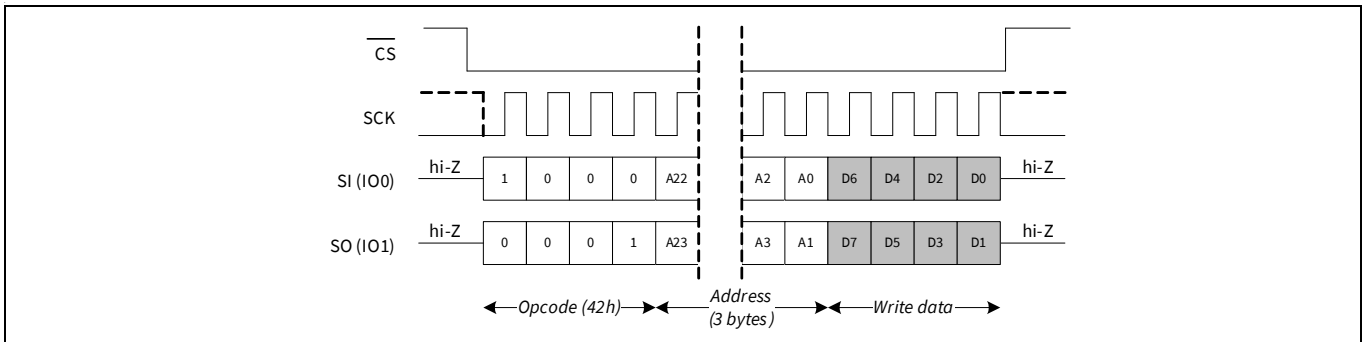 CS
SCK
SI (IO0) hi-Z 1 0 0 0 A22 A2 A0 D6 D4 D2 D0 hi-Z
SO (IO1) hi-Z 0 0 0 1 A23 A3 A1 D7 D5 D3 D1 hi-Z
Opcode (42h) Address (3 bytes) Write data